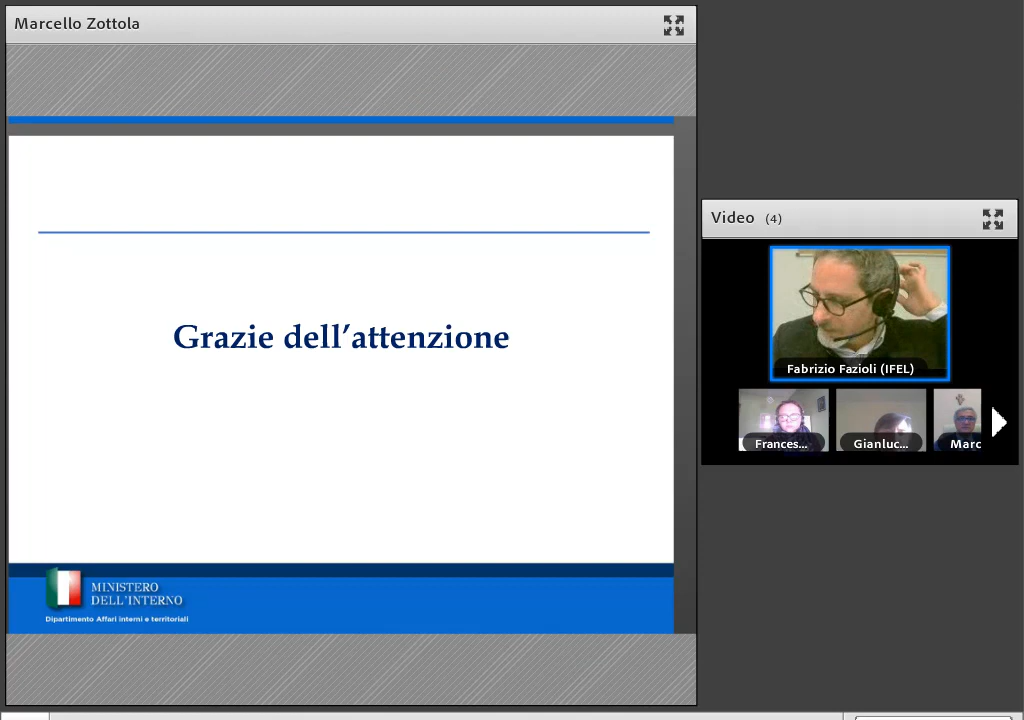 Marcello Zottola
Grazie dell’attenzione
MINISTERO
DELL'INTERNO
Dipartimento Affari interni e territoriali
Video (4)
Fabrizio Fazioli (IFEL)
Frances...
Gianluc...
Marc